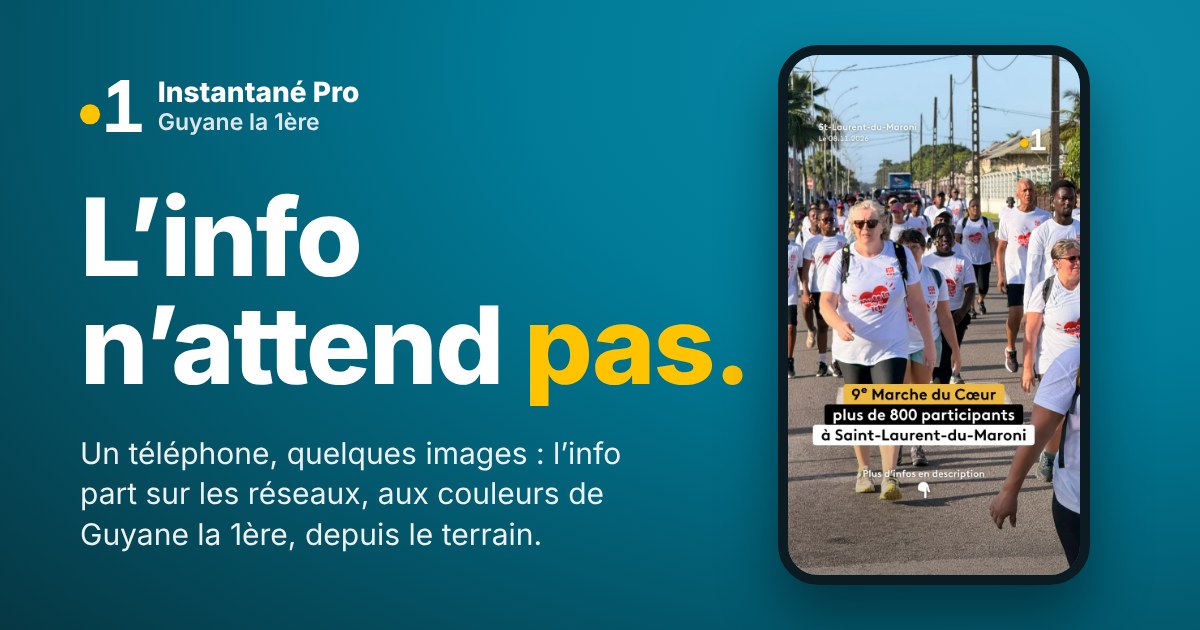 1 Instantané Pro
Guyane la 1ère
L’info
n’attend pas.
Un téléphone, quelques images : l’info
part sur les réseaux, aux couleurs de
Guyane la 1ère, depuis le terrain.
St-Laurent-du-Maroni
1
9e Marche du Cœur
plus de 800 participants
à Saint-Laurent-du-Maroni
Plus d’infos en description